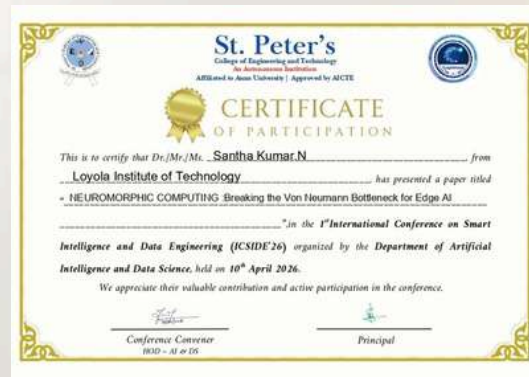 St. Peter's
College of Engineering and Technology
An Autonomous Institution
Affiliated to Anna University | Approved by AICTE
CERTIFICATE
OF PARTICIPATION
This is to certify that Dr./Mr./Ms. Santha Kumar.N from
Loyola Institute of Technology has presented a paper titled
" NEUROMORPHIC COMPUTING :Breaking the Von Neumann Bottleneck for Edge AI
",in the 1st International Conference on Smart
Intelligence and Data Engineering (ICSIDE'26) organized by the Department of Artificial
Intelligence and Data Science, held on 10th April 2026.
We appreciate their valuable contribution and active participation in the conference.
Conference Convener
HOD – AI & DS
Principal